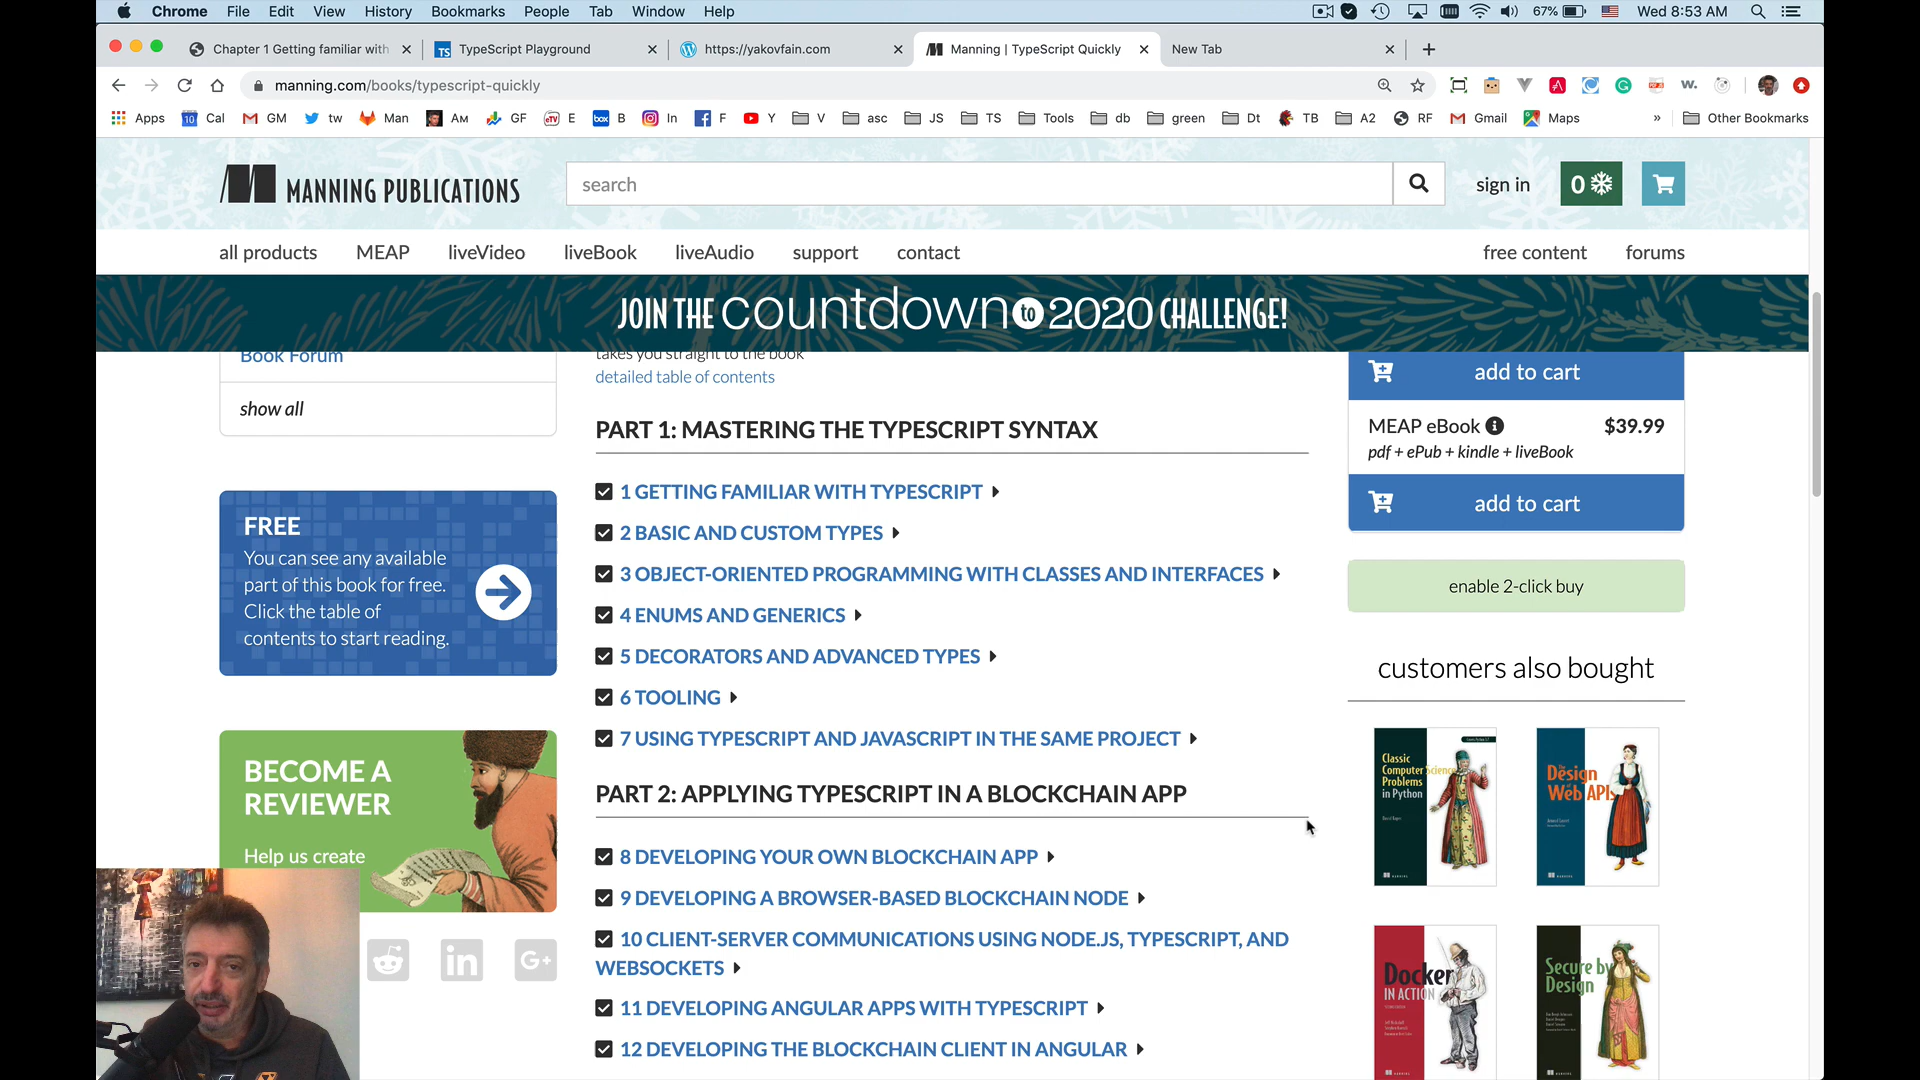 Chrome File Edit View History Bookmarks People Tab Window Help 67% Wed 8:53 AM
Chapter 1 Getting familiar with TypeScript Playground https://yakovfain.com Manning | TypeScript Quickly New Tab
manning.com/books/typescript-quickly
Apps Cal GM tw Man Ам GF E B In F Y V asc JS TS Tools db green Dt TB A2 RF Gmail Maps » Other Bookmarks
MANNING PUBLICATIONS search sign in 0
all products MEAP liveVideo liveBook liveAudio support contact free content forums
JOIN THE countdown to 2020 CHALLENGE!
Book Forum
show all
FREE
You can see any available
part of this book for free.
Click the table of
contents to start reading.
BECOME A
REVIEWER
Help us create
takes you straight to the book
detailed table of contents
PART 1: MASTERING THE TYPESCRIPT SYNTAX
1 GETTING FAMILIAR WITH TYPESCRIPT
2 BASIC AND CUSTOM TYPES
3 OBJECT-ORIENTED PROGRAMMING WITH CLASSES AND INTERFACES
4 ENUMS AND GENERICS
5 DECORATORS AND ADVANCED TYPES
6 TOOLING
7 USING TYPESCRIPT AND JAVASCRIPT IN THE SAME PROJECT
PART 2: APPLYING TYPESCRIPT IN A BLOCKCHAIN APP
8 DEVELOPING YOUR OWN BLOCKCHAIN APP
9 DEVELOPING A BROWSER-BASED BLOCKCHAIN NODE
10 CLIENT-SERVER COMMUNICATIONS USING NODE.JS, TYPESCRIPT, AND
WEBSOCKETS
11 DEVELOPING ANGULAR APPS WITH TYPESCRIPT
12 DEVELOPING THE BLOCKCHAIN CLIENT IN ANGULAR
add to cart
MEAP eBook $39.99
pdf + ePub + kindle + liveBook
add to cart
enable 2-click buy
customers also bought
Classic
Computer Science
Problems
in Python
Design
of Web APIs
Docker
IN ACTION
Secure by
Design